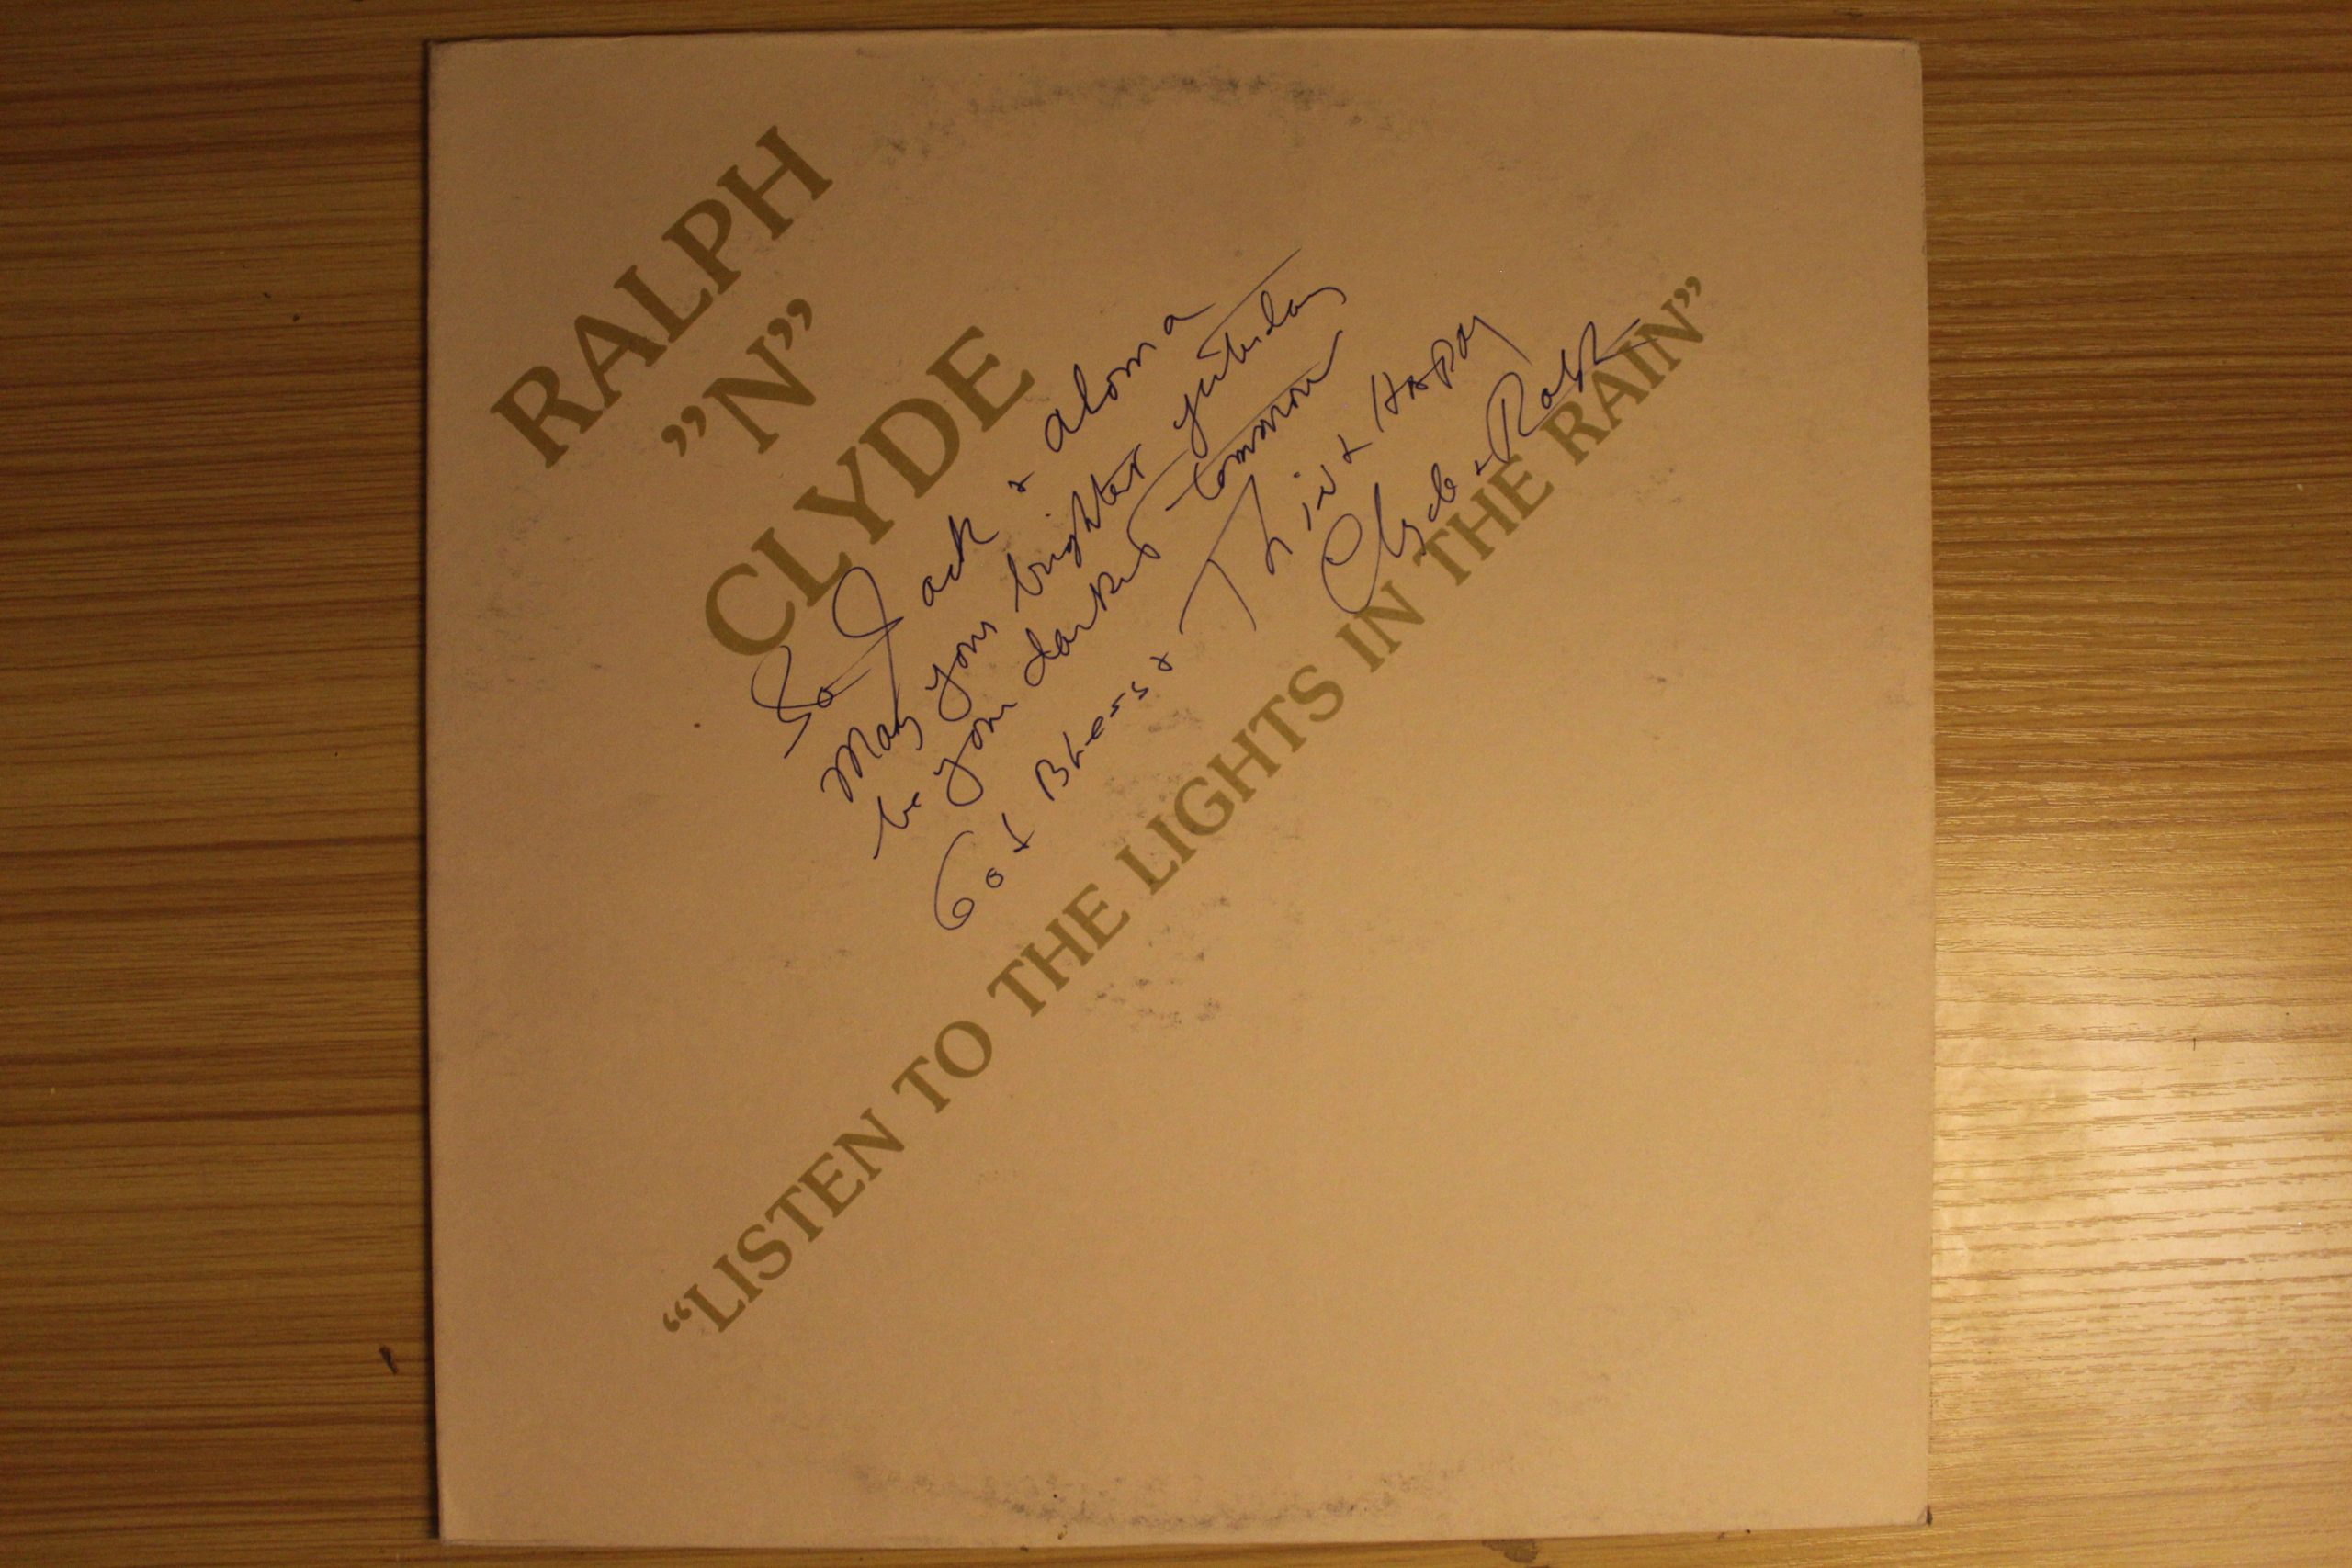 RALPH
”N”
CLYDE
To Jack & Aloma
May your brightest yesterday
be your darkest tomorrow
God Bless & Think HAPPY
Clyde & Ralph
“LISTEN TO THE LIGHTS IN THE RAIN”